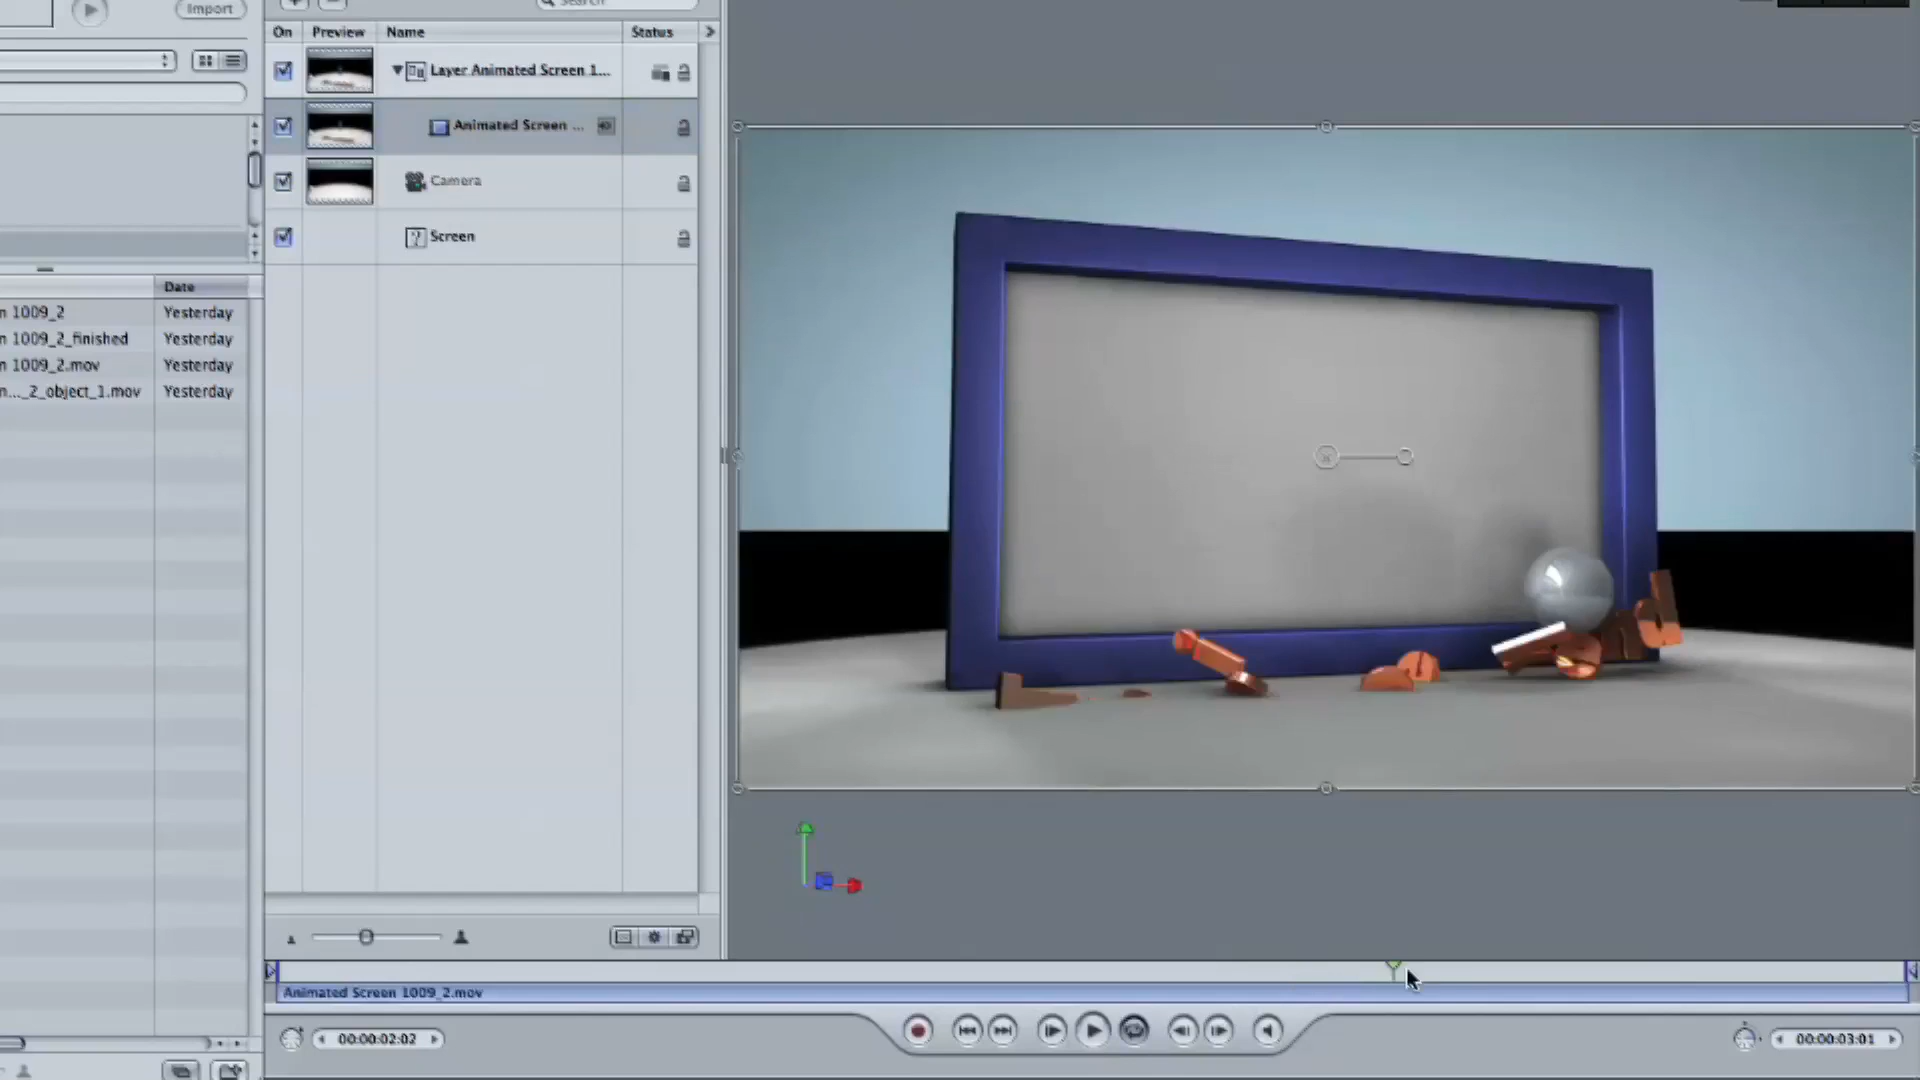 Import
Search
On Preview Name Status
Layer Animated Screen 1...
Animated Screen ...
Camera
Screen
Date
n 1009_2 Yesterday
n 1009_2_finished Yesterday
n 1009_2.mov Yesterday
n..._2_object_1.mov Yesterday
Animated Screen 1009_2.mov
00:00:02:02
00:00:03:01